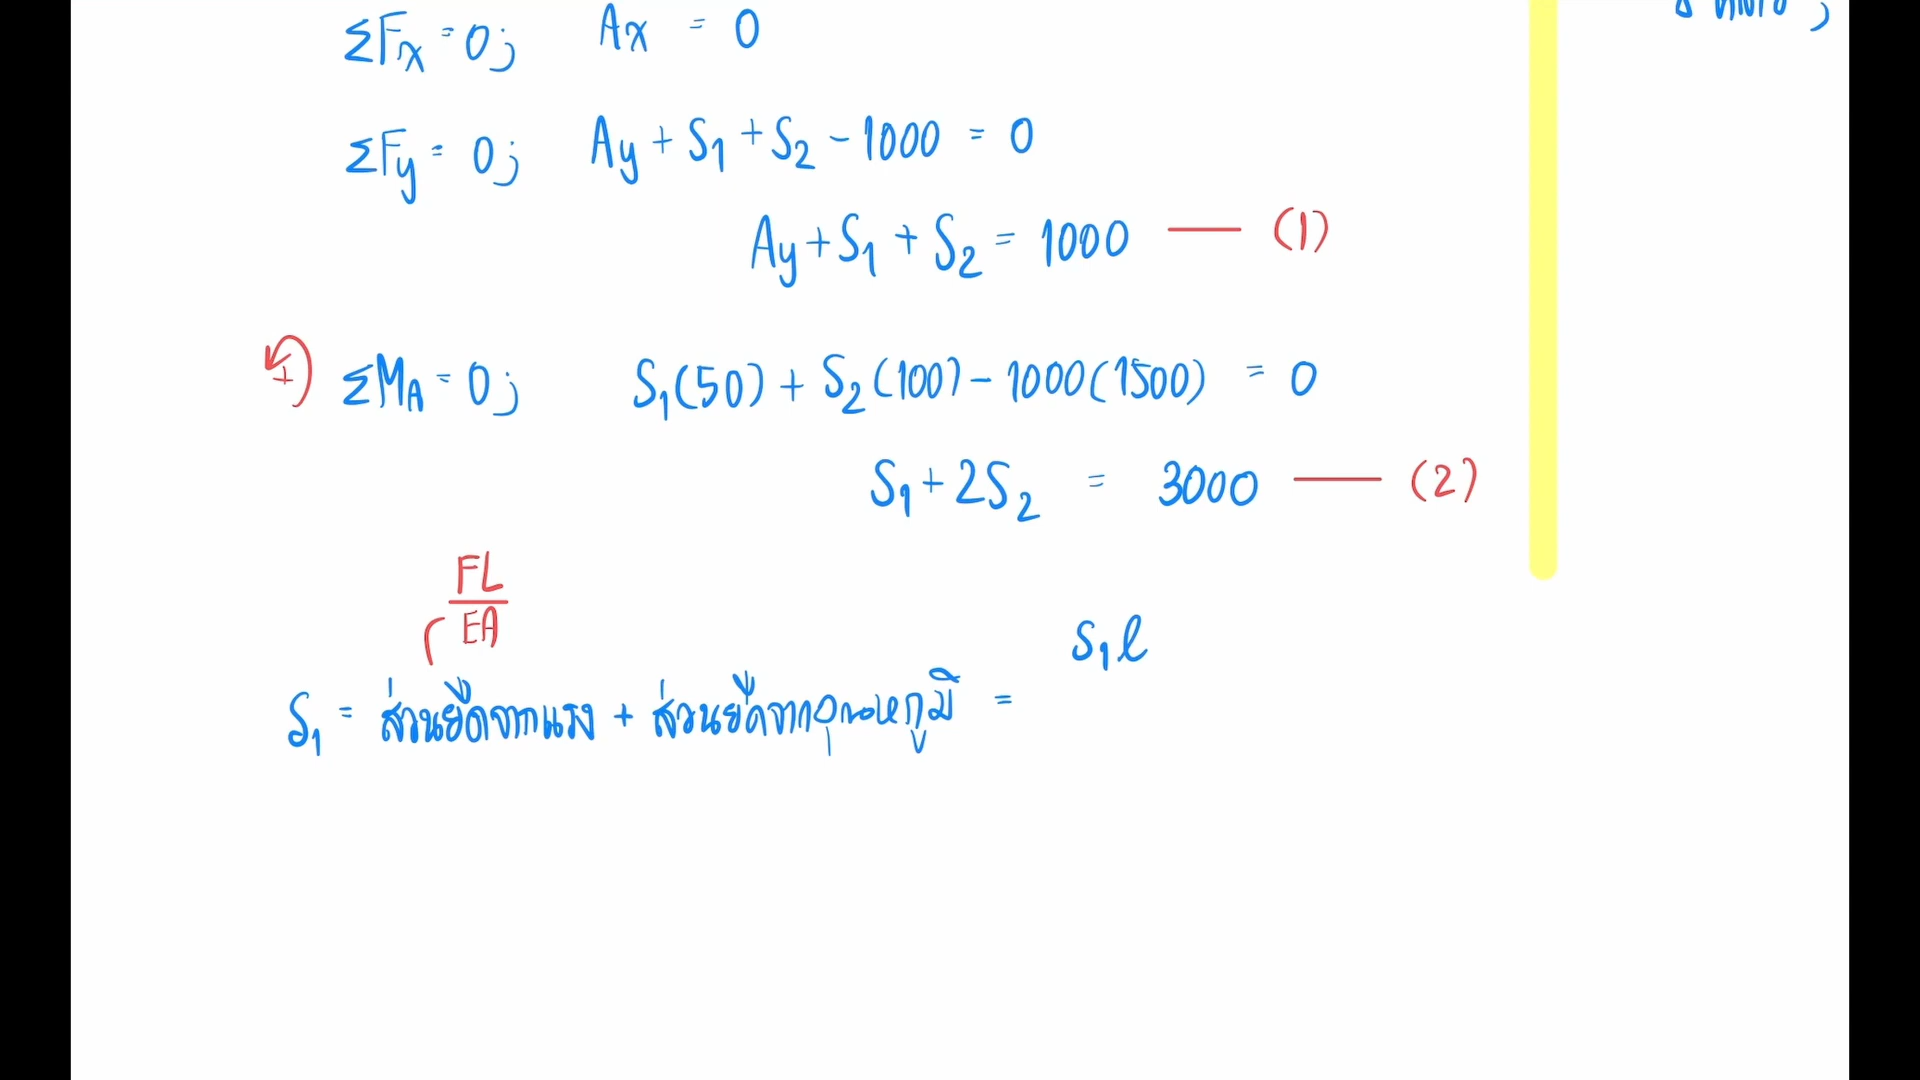 ΣFx = 0; Ax = 0
ΣFy = 0; Ay + S1 + S2 - 1000 = 0
Ay + S1 + S2 = 1000 — (1)
+ ΣMA = 0; S1(50) + S2(100) - 1000(1500) = 0
S1 + 2S2 = 3000 — (2)
FL
EA
S1 l
δ1 = ส่วนยืดจากแรง + ส่วนยืดจากอุณหภูมิ =